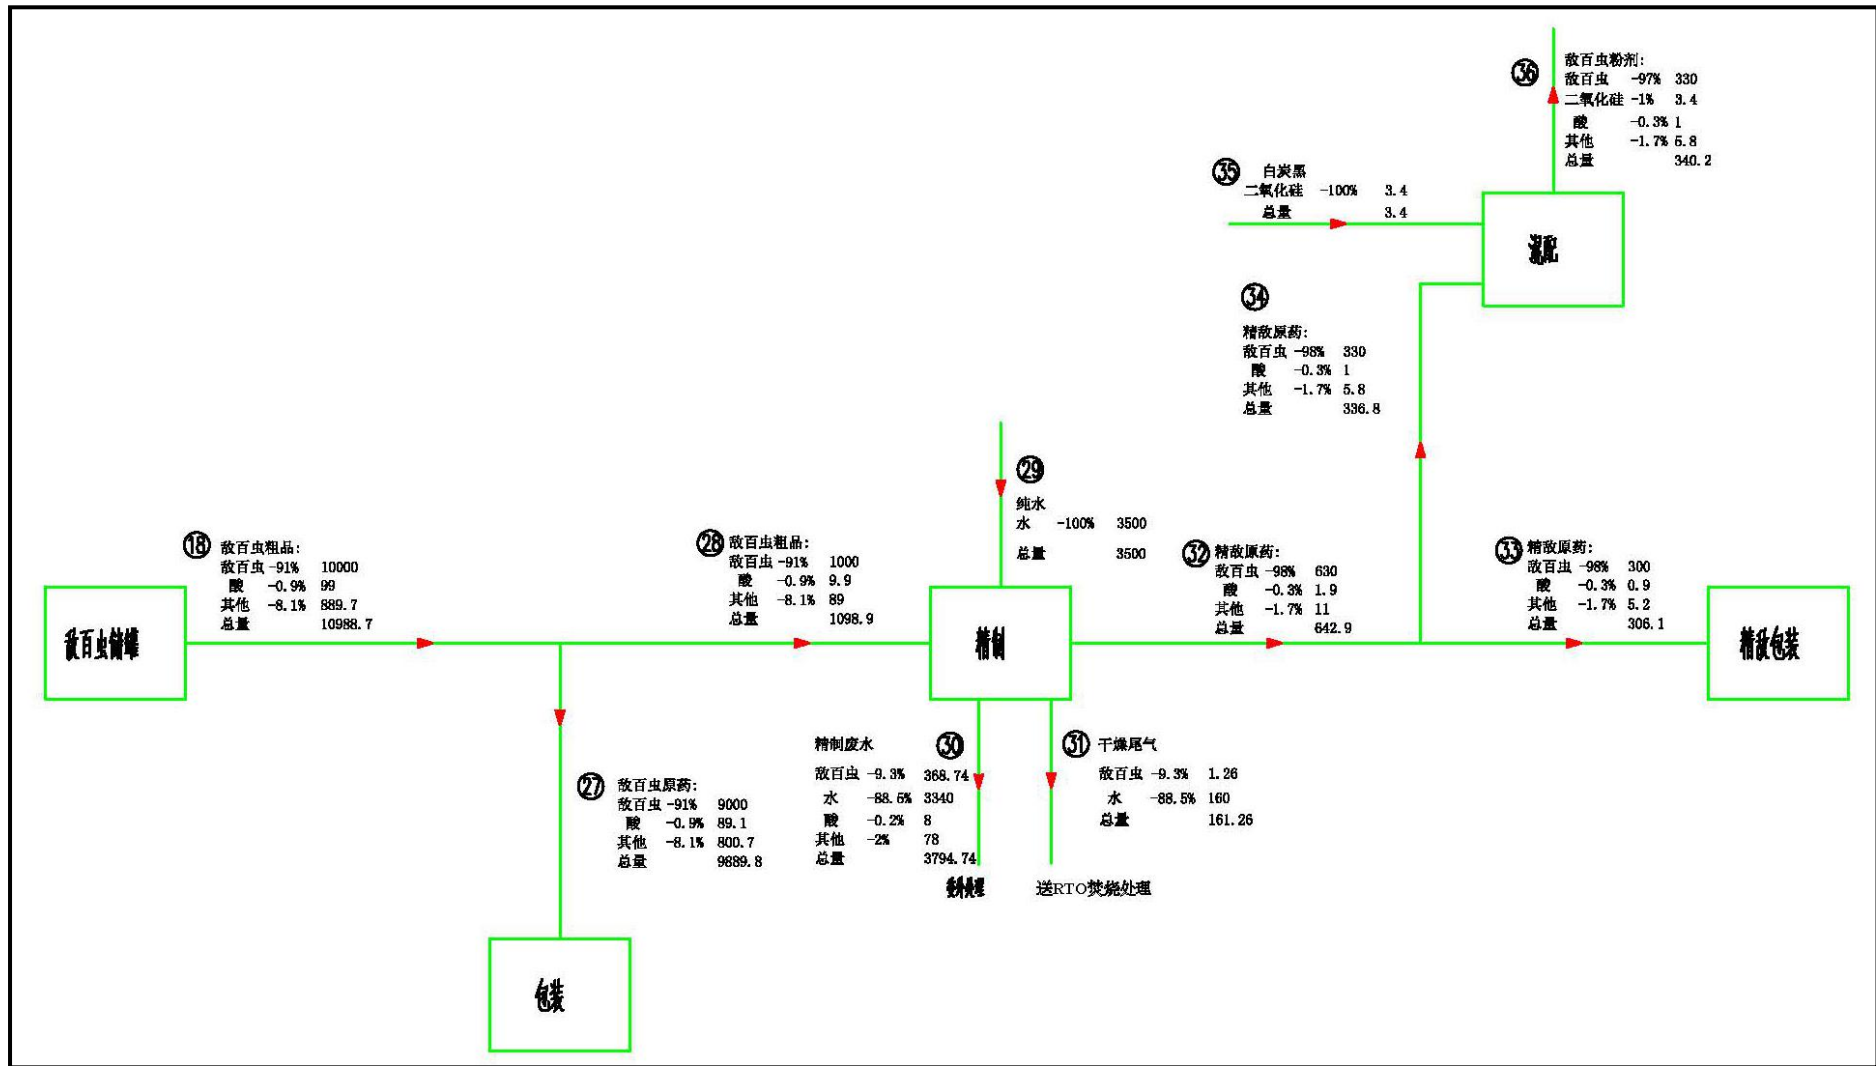 36
敌百虫粉剂:
敌百虫 -97% 330
二氧化硅 -1% 3.4
酸 -0.3% 1
其他 -1.7% 5.8
总量 340.2
35
白炭黑
二氧化硅 -100% 3.4
总量 3.4
混配
34
精敌原药:
敌百虫 -98% 330
酸 -0.3% 1
其他 -1.7% 5.8
总量 336.8
29
纯水
水 -100% 3500
总量 3500
18
敌百虫粗品:
敌百虫 -91% 10000
酸 -0.9% 99
其他 -8.1% 889.7
总量 10988.7
28
敌百虫粗品:
敌百虫 -91% 1000
酸 -0.9% 9.9
其他 -8.1% 89
总量 1098.9
32
精敌原药:
敌百虫 -98% 630
酸 -0.3% 1.9
其他 -1.7% 11
总量 642.9
33
精敌原药:
敌百虫 -98% 300
酸 -0.3% 0.9
其他 -1.7% 5.2
总量 306.1
敌百虫储罐
精制
精敌包装
27
敌百虫原药:
敌百虫 -91% 9000
酸 -0.9% 89.1
其他 -8.1% 800.7
总量 9889.8
30
精制废水
敌百虫 -9.3% 368.74
水 -88.5% 3340
酸 -0.2% 8
其他 -2% 78
总量 3794.74
委外处理
31
干燥尾气
敌百虫 -9.3% 1.26
水 -88.5% 160
总量 161.26
送RTO焚烧处理
包装